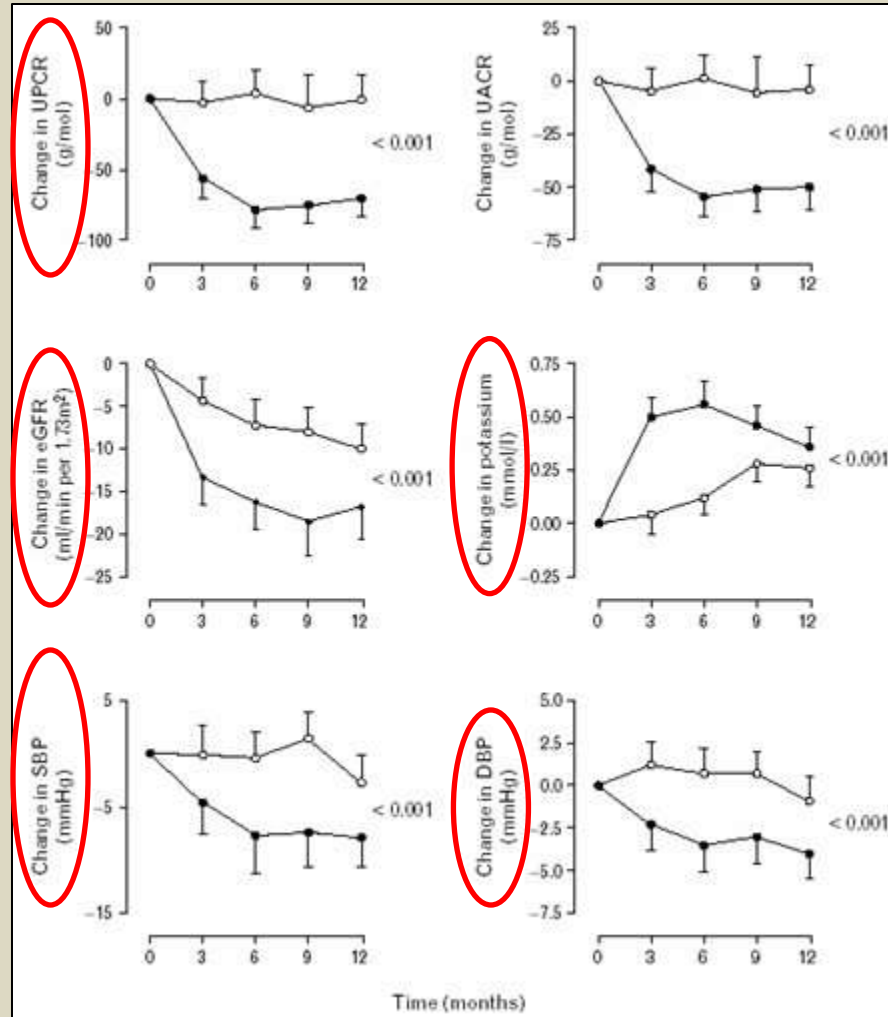 Change in UPCR
(g/mol)
50
0
−50
−100
< 0.001
0 3 6 9 12
Change in UACR
(g/mol)
25
0
−25
−50
−75
< 0.001
0 3 6 9 12
Change in eGFR
(ml/min per 1.73m²)
0
−5
−10
−15
−20
−25
< 0.001
0 3 6 9 12
Change in potassium
(mmol/l)
0.75
0.50
0.25
0.00
−0.25
< 0.001
0 3 6 9 12
Change in SBP
(mmHg)
5
−5
−15
< 0.001
0 3 6 9 12
Change in DBP
(mmHg)
5.0
2.5
0.0
−2.5
−5.0
−7.5
< 0.001
0 3 6 9 12
Time (months)